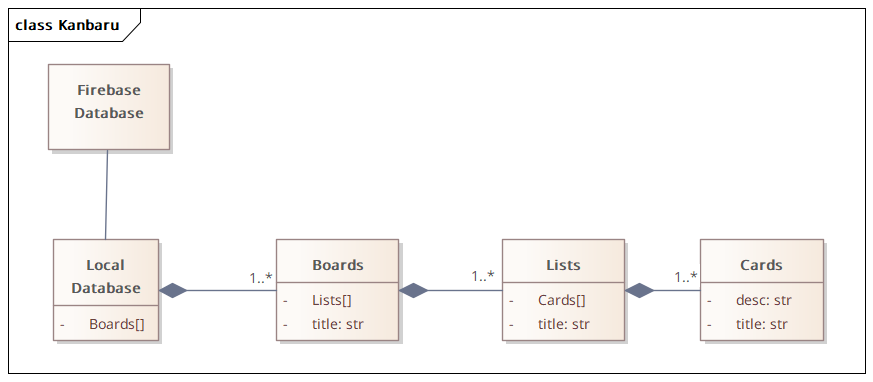 class Kanbaru
Firebase
Database
Local
Database
- Boards[]
1..*
Boards
- Lists[]
- title: str
1..*
Lists
- Cards[]
- title: str
1..*
Cards
- desc: str
- title: str